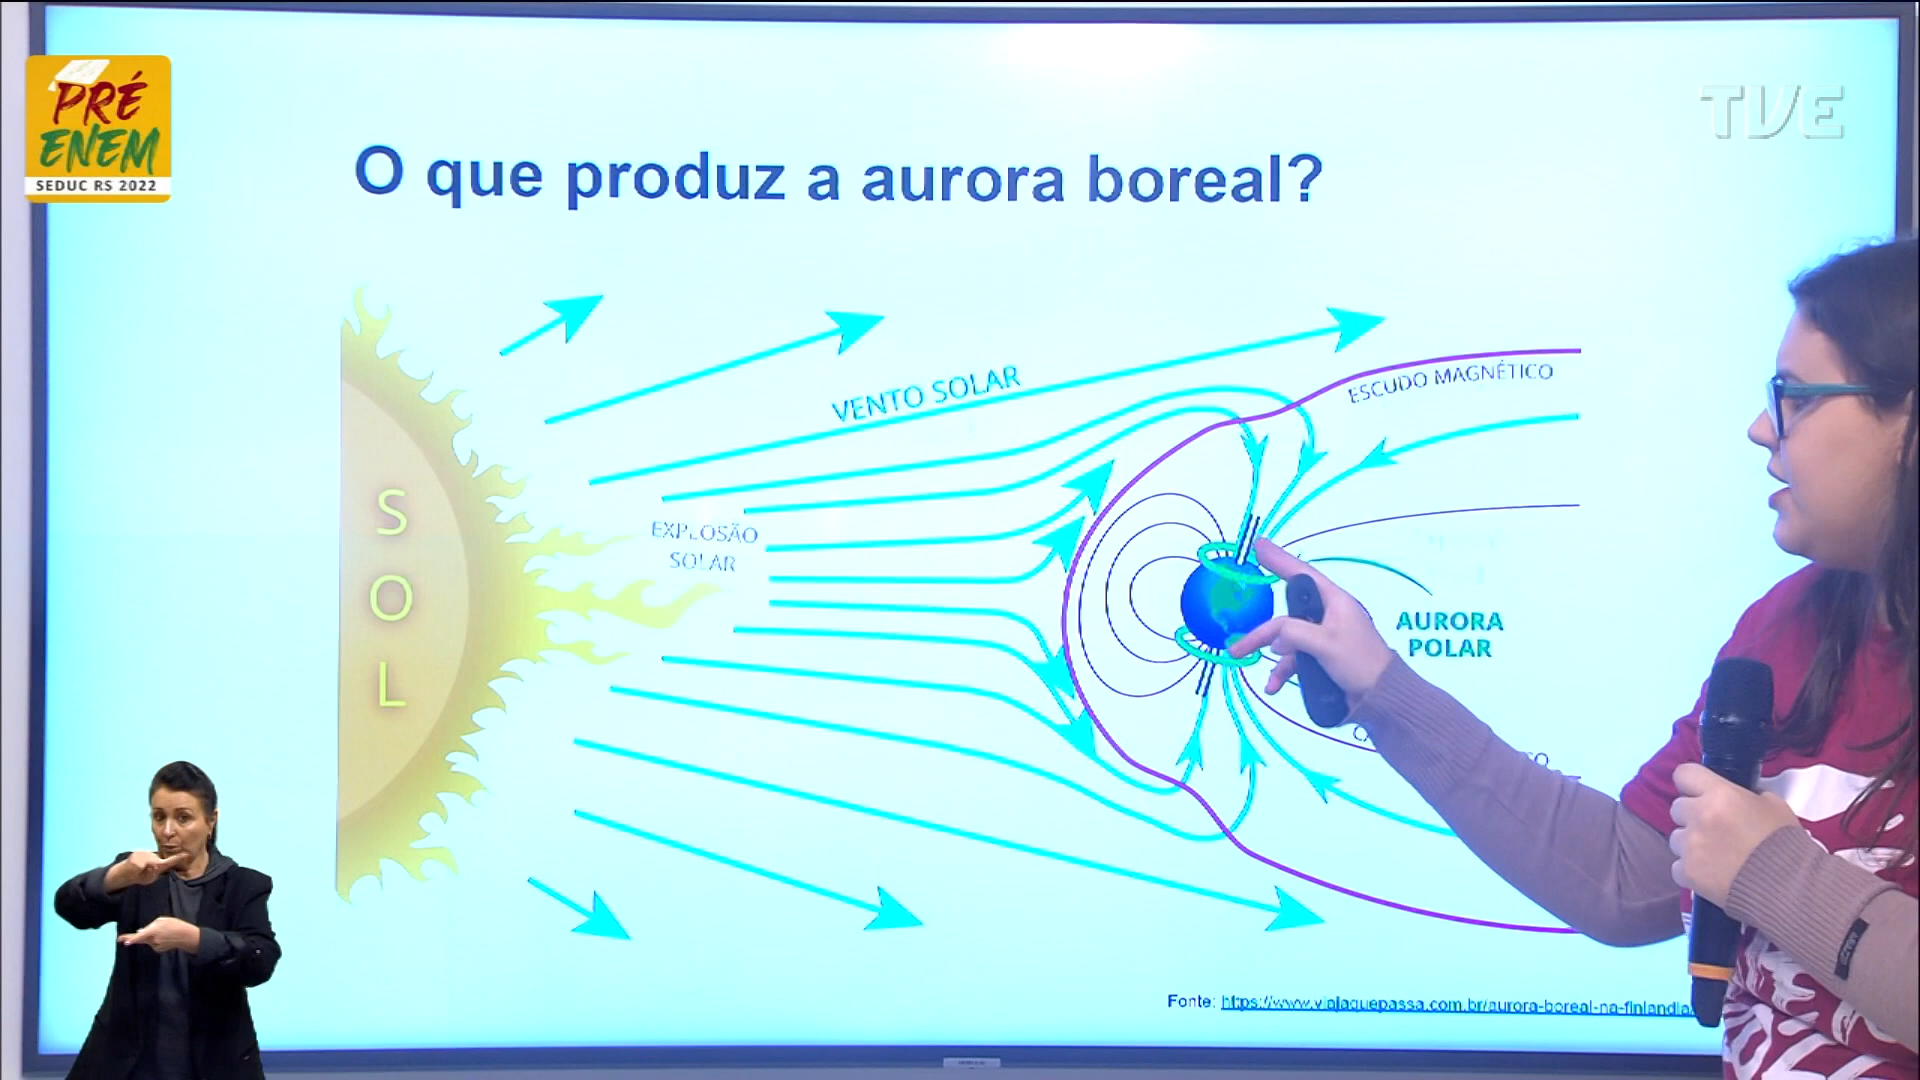 PRÉ
ENEM
SEDUC RS 2022
TVE
O que produz a aurora boreal?
VENTO SOLAR
ESCUDO MAGNÉTICO
EXPLOSÃO
SOLAR
SOL
AURORA
POLAR
Fonte: https://www.viajaquepassa.com.br/aurora-boreal-na-finlandia/